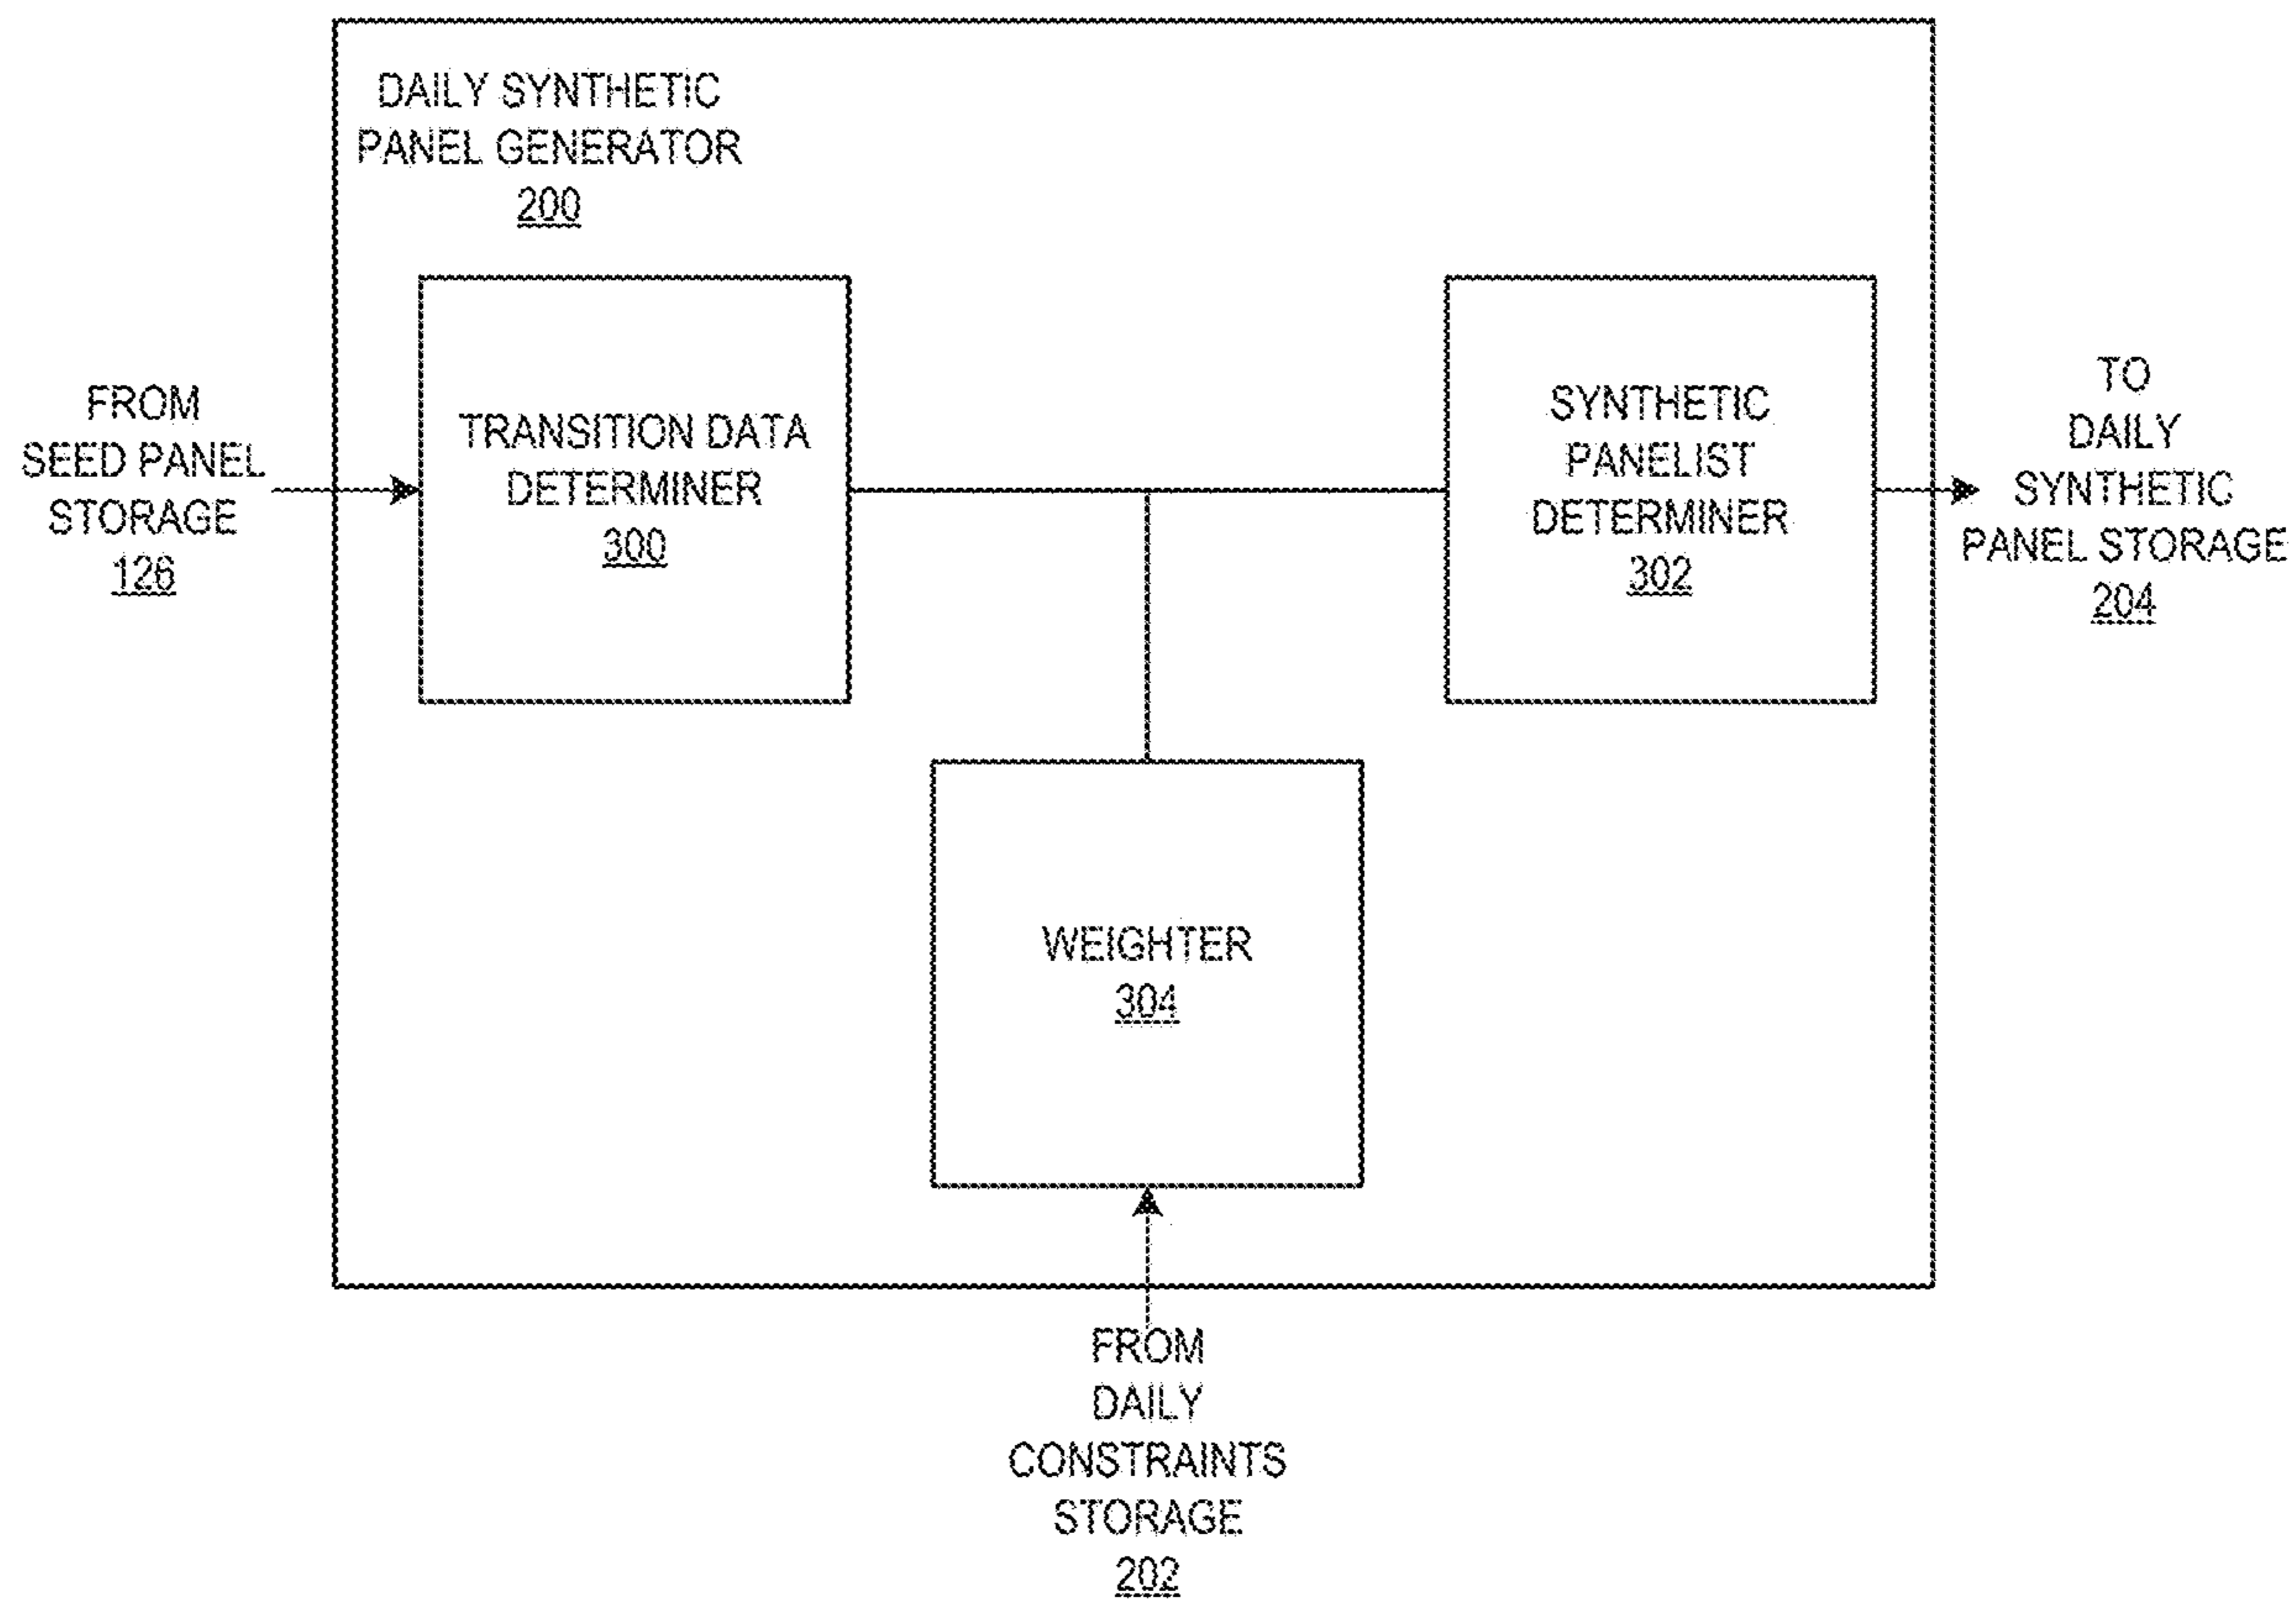 DAILY SYNTHETIC
PANEL GENERATOR
200
FROM
SEED PANEL
STORAGE
126
TRANSITION DATA
DETERMINER
300
SYNTHETIC
PANELIST
DETERMINER
302
TO
DAILY
SYNTHETIC
PANEL STORAGE
204
WEIGHTER
304
FROM
DAILY
CONSTRAINTS
STORAGE
202